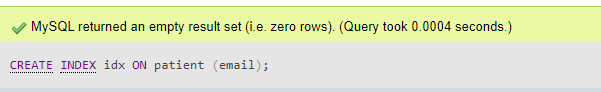 MySQL returned an empty result set (i.e. zero rows). (Query took 0.0004 seconds.)
CREATE INDEX idx ON patient (email);